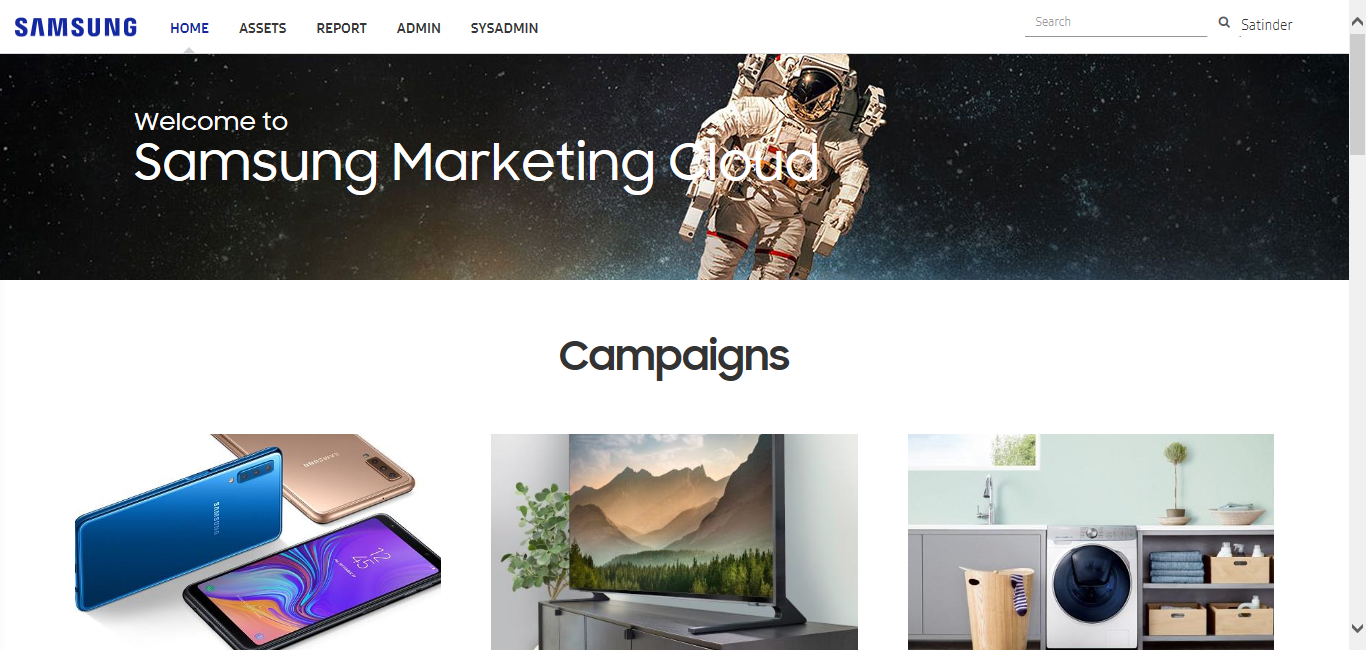 SAMSUNG HOME ASSETS REPORT ADMIN SYSADMIN Search Satinder
Welcome to
Samsung Marketing Cloud
Campaigns
SAMSUNG
SAMSUNG
12
45